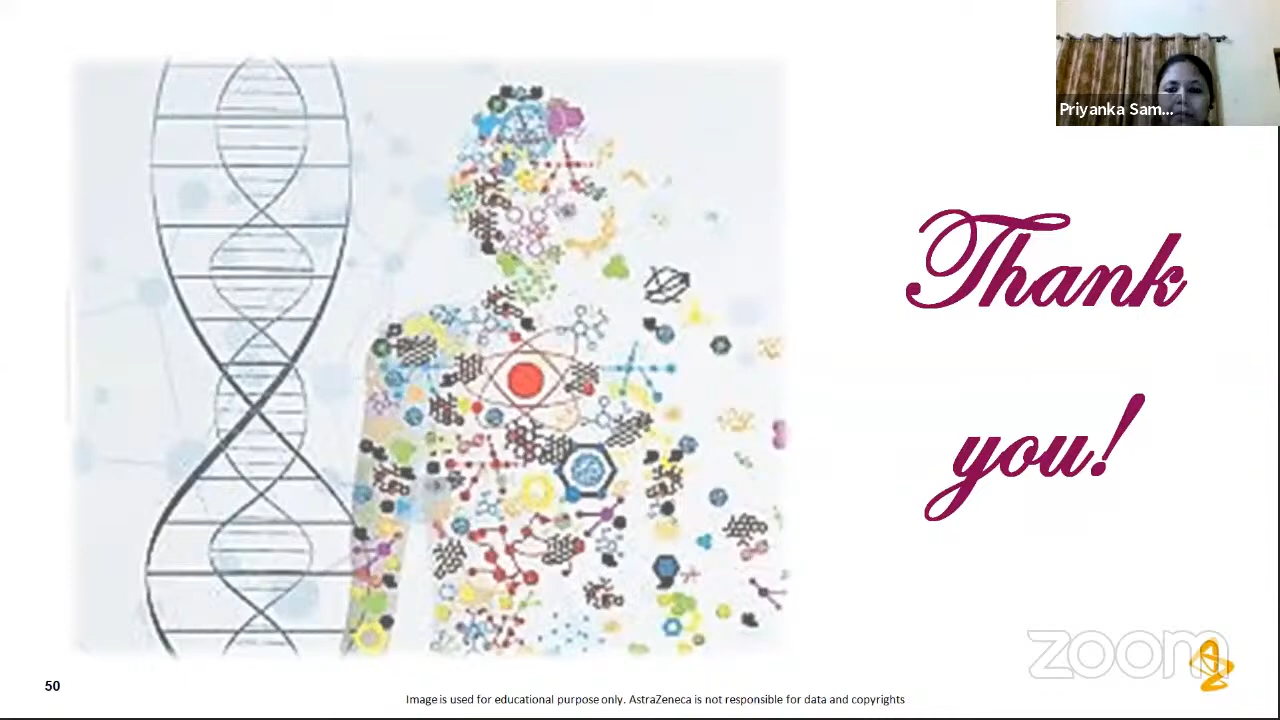 Priyanka Sam...
Thank
you!
zoom
50
Image is used for educational purpose only. AstraZeneca is not responsible for data and copyrights